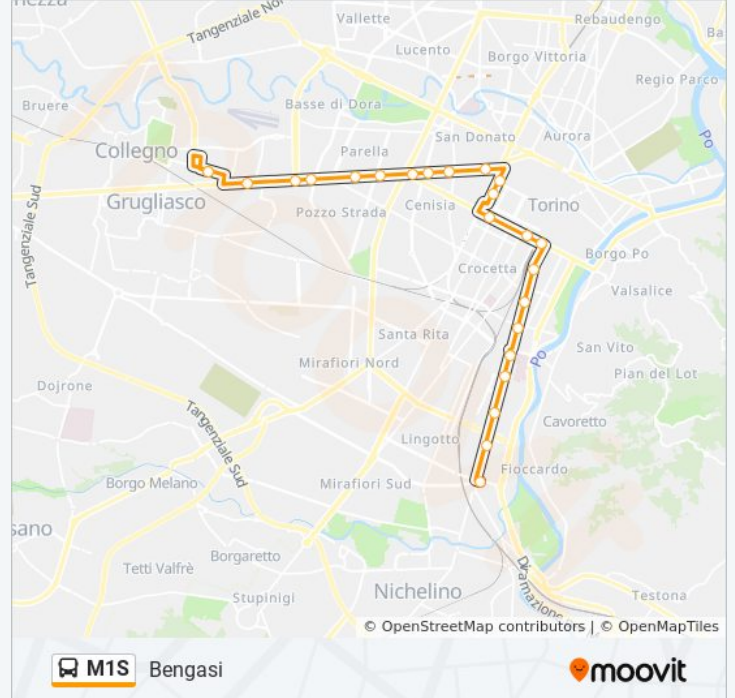 Tangenziale Nor
Vallette
Rebaudengo
Lucento
Borgo Vittoria
Regio Parco
Bruere
Basse di Dora
Collegno
Parella
San Donato
Aurora
Po
Grugliasco
Pozzo Strada
Cenisia
Torino
Tangenziale Sud
Borgo Po
Crocetta
Valsalice
Santa Rita
Mirafiori Nord
San Vito
Po
Pian del Lot
Dojrone
Tangenziale Sud
Cavoretto
Lingotto
Fioccardo
Borgo Melano
Mirafiori Sud
sano
Borgaretto
Tetti Valfrè
Stupinigi
Nichelino
Diramazione
Testona
© OpenStreetMap contributors | © OpenMapTiles
M1S Bengasi
moovit